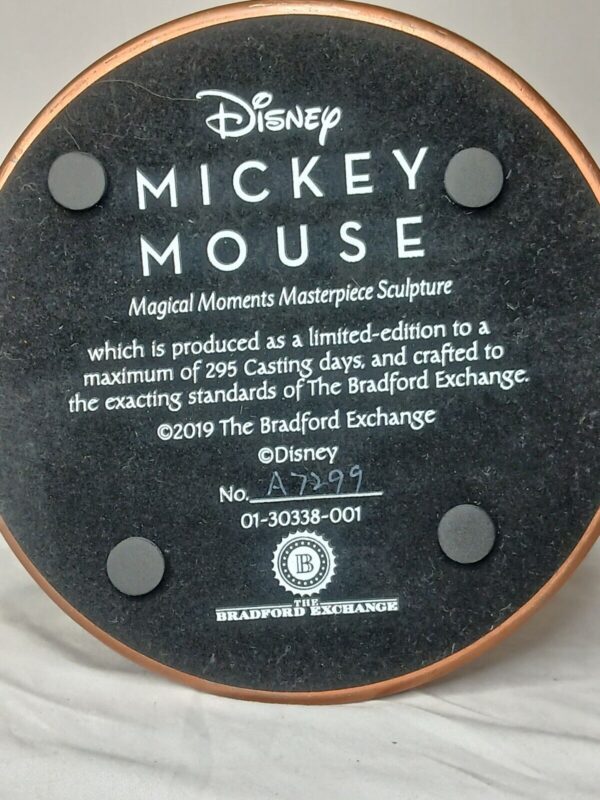 Disney
MICKEY
MOUSE
Magical Moments Masterpiece Sculpture
which is produced as a limited-edition to a
maximum of 295 Casting days, and crafted to
the exacting standards of The Bradford Exchange.
©2019 The Bradford Exchange
©Disney
No. A7299
01-30338-001
B
THE
BRADFORD EXCHANGE